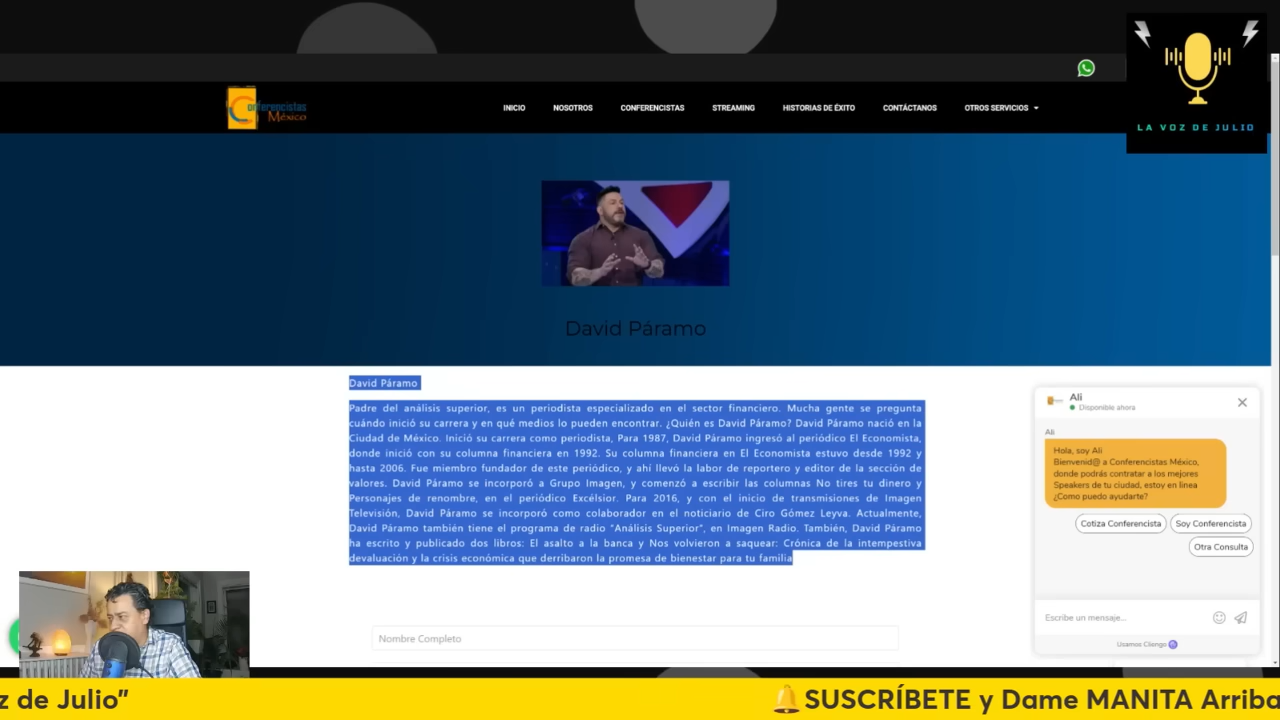 INICIO
NOSOTROS
CONFERENCISTAS
STREAMING
HISTORIAS DE ÉXITO
CONTÁCTANOS
OTROS SERVICIOS
Conferencistas
México
LA VOZ DE JULIO
David Páramo
David Páramo
Padre del análisis superior, es un periodista especializado en el sector financiero. Mucha gente se pregunta
cuándo inició su carrera y en qué medios lo pueden encontrar. ¿Quién es David Páramo? David Páramo nació en la
Ciudad de México. Inició su carrera como periodista, Para 1987, David Páramo ingresó al periódico El Economista,
donde inició con su columna financiera en 1992. Su columna financiera en El Economista estuvo desde 1992 y
hasta 2006. Fue miembro fundador de este periódico, y ahí llevó la labor de reportero y editor de la sección de
valores. David Páramo se incorporó a Grupo Imagen, y comenzó a escribir las columnas No tires tu dinero y
Personajes de renombre, en el periódico Excélsior. Para 2016, y con el inicio de transmisiones de Imagen
Televisión, David Páramo se incorporó como colaborador en el noticiario de Ciro Gómez Leyva. Actualmente,
David Páramo también tiene el programa de radio "Análisis Superior", en Imagen Radio. También, David Páramo
ha escrito y publicado dos libros: El asalto a la banca y Nos volvieron a saquear: Crónica de la intempestiva
devaluación y la crisis económica que derribaron la promesa de bienestar para tu familia
Nombre Completo
Ali
Disponible ahora
Ali
Hola, soy Ali
Bienvenid@ a Conferencistas México,
donde podrás contratar a los mejores
Speakers de tu ciudad, estoy en linea
¿Como puedo ayudarte?
Cotiza Conferencista
Soy Conferencista
Otra Consulta
Escribe un mensaje...
Usamos Cliengo
z de Julio”
🔔SUSCRÍBETE y Dame MANITA Arriba